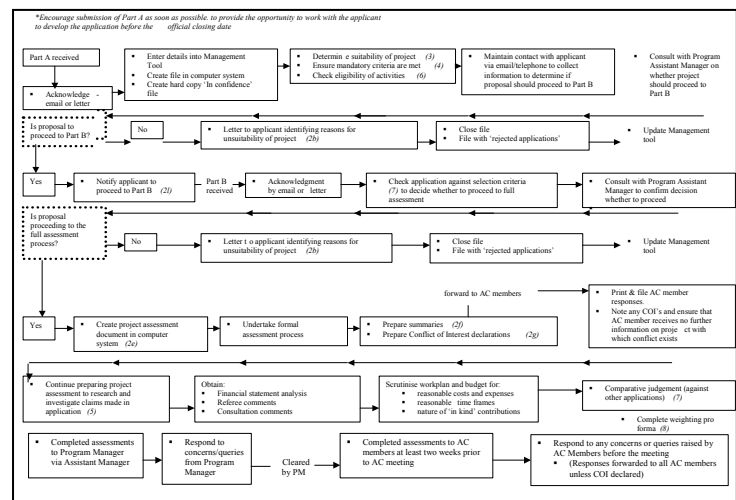 *Encourage submission of Part A as soon as possible. to provide the opportunity to work with the applicant
to develop the application before the official closing date
Part A received
▪ Acknowledge -
email or letter
▪ Enter details into Management
Tool
▪ Create file in computer system
▪ Create hard copy 'In confidence'
file
▪ Determin e suitability of project (3)
▪ Ensure mandatory criteria are met (4)
▪ Check eligibility of activities (6)
▪ Maintain contact with applicant
via email/telephone to collect
information to determine if
proposal should proceed to Part B
▪ Consult with Program
Assistant Manager on
whether project
should proceed to
Part B
Is proposal to
proceed to Part B?
No
▪ Letter to applicant identifying reasons for
unsuitability of project (2b)
▪ Close file
▪ File with 'rejected applications'
▪ Update Management
tool
Yes
▪ Notify applicant to
proceed to Part B (2l)
Part B
received
▪ Acknowledgment
by email or letter
▪ Check application against selection criteria
(7) to decide whether to proceed to full
assessment
▪ Consult with Program Assistant
Manager to confirm decision
whether to proceed
Is proposal
proceeding to the
full assessment
process?
No
▪ Letter t o applicant identifying reasons for
unsuitability of project (2b)
▪ Close file
▪ File with 'rejected applications'
▪ Update Management
tool
forward to AC members
▪ Print & file AC member
responses.
▪ Note any COI's and ensure that
AC member receives no further
information on proje ct with
which conflict exists
Yes
▪ Create project assessment
document in computer
system (2e)
▪ Undertake formal
assessment process
▪ Prepare summaries (2f)
▪ Prepare Conflict of Interest declarations (2g)
▪ Continue preparing project
assessment to research and
investigate claims made in
application (5)
Obtain:
▪ Financial statement analysis
▪ Referee comments
▪ Consultation comments
Scrutinise workplan and budget for:
▪ reasonable costs and expenses
▪ reasonable time frames
▪ nature of 'in kind' contributions
▪ Comparative judgement (against
other applications) (7)
▪ Complete weighting pro
forma (8)
▪ Completed assessments
to Program Manager
via Assistant Manager
▪ Respond to
concerns/queries
from Program
Manager
Cleared
by PM
▪ Completed assessments to AC
members at least two weeks prior
to AC meeting
▪ Respond to any concerns or queries raised by
AC Members before the meeting
▪ (Responses forwarded to all AC members
unless COI declared)